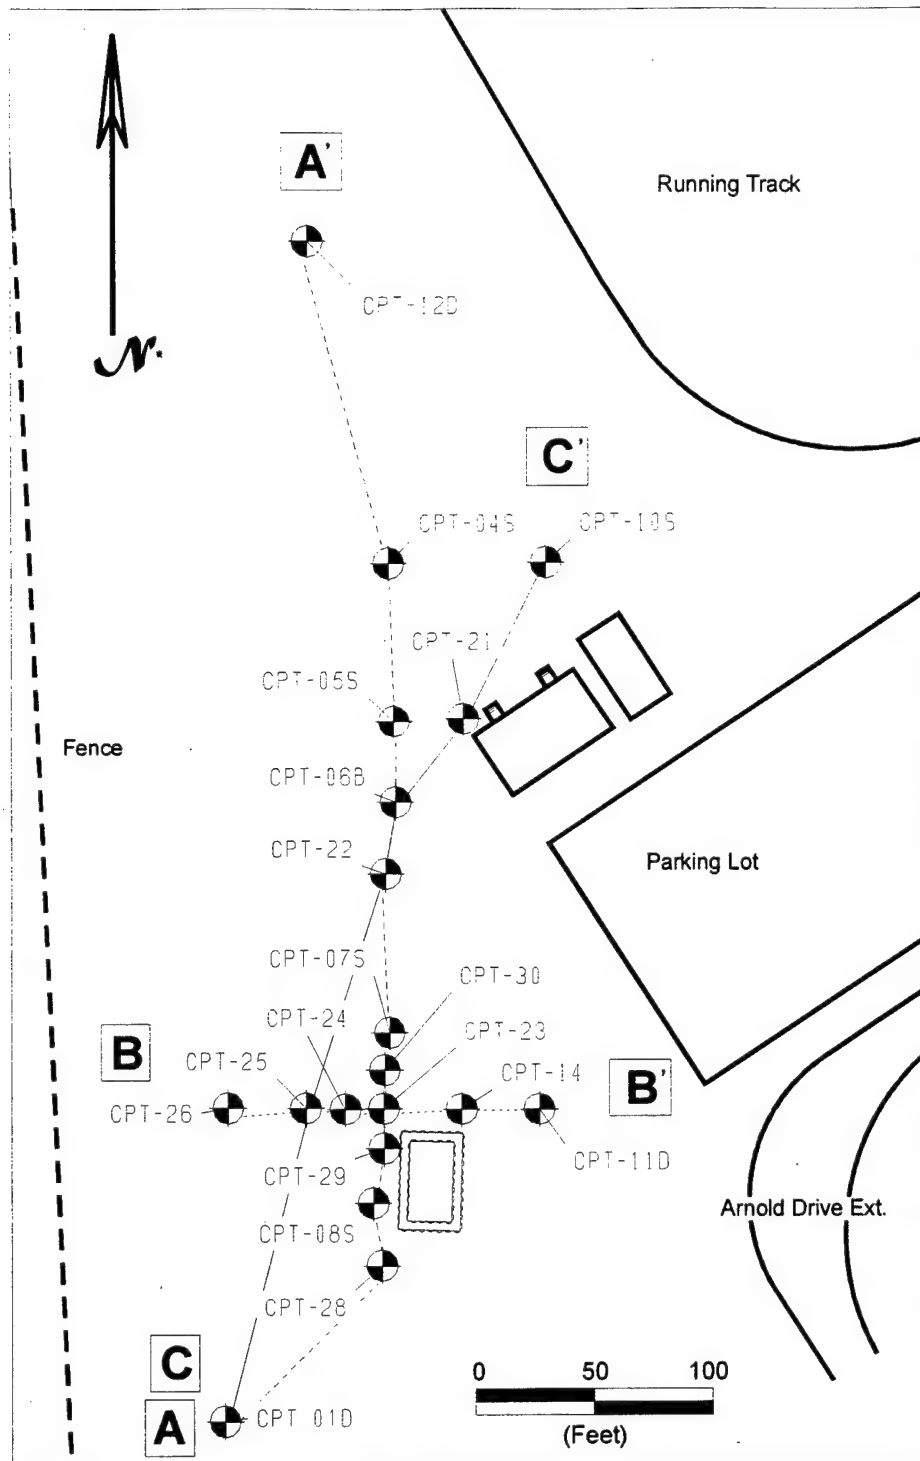 A'
Running Track
CPT-12D
N
C'
CPT-04S
CPT-10S
CPT-21
CPT-05S
Fence
CPT-06B
CPT-22
Parking Lot
CPT-07S
CPT-30
CPT-24
CPT-23
B
CPT-25
CPT-14
B'
CPT-26
CPT-11D
CPT-29
Arnold Drive Ext.
CPT-08S
CPT-28
C
0 50 100
A
CPT 01D
(Feet)